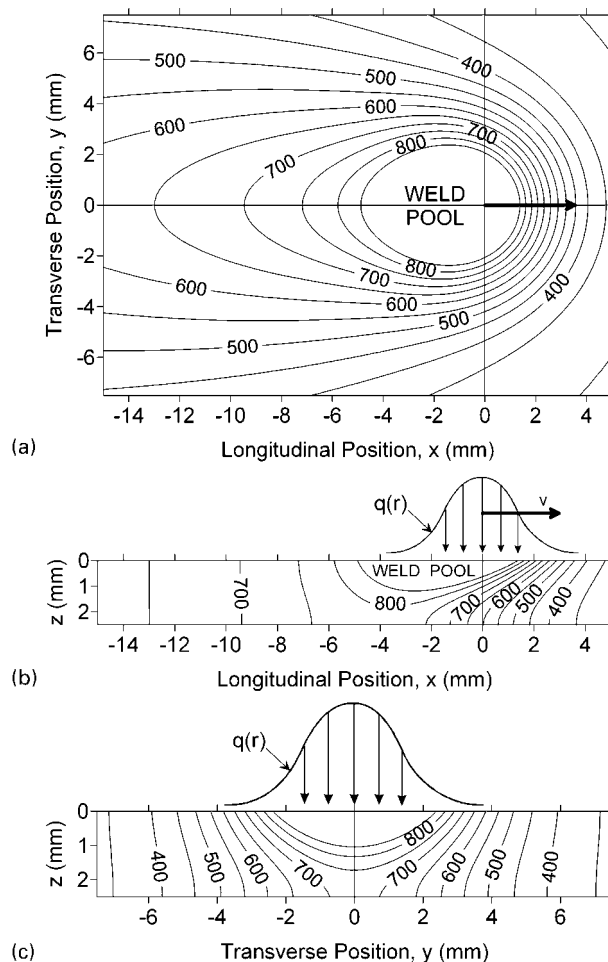 6
4
2
0
-2
-4
-6
Transverse Position, y (mm)
500
600
700
800
400
500
600
700
WELD
POOL
800
700
600
500
600
500
400
-14 -12 -10 -8 -6 -4 -2 0 2 4
(a) Longitudinal Position, x (mm)
q(r)
v
0
1
2
z (mm)
WELD POOL
700
800
700
600
500
400
-14 -12 -10 -8 -6 -4 -2 0 2 4
(b) Longitudinal Position, x (mm)
q(r)
0
1
2
z (mm)
400
500
600
700
800
700
600
500
400
-6 -4 -2 0 2 4 6
(c) Transverse Position, y (mm)